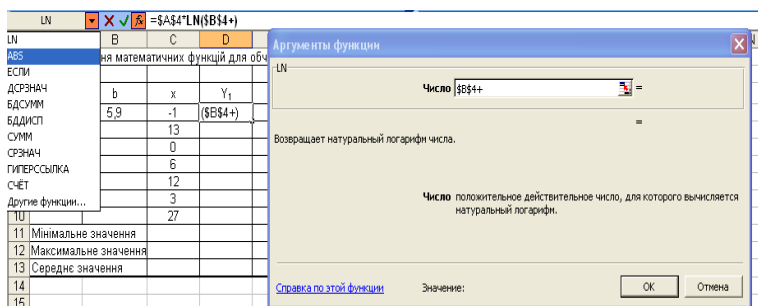 LN
=$A$4*LN($B$4+)
LN
ABS
ЕСЛИ
ДСРЗНАЧ
БДСУММ
БДДИСП
СУММ
СРЗНАЧ
ГИПЕРССЫЛКА
СЧЁТ
Другие функции...
B C D
ня математичних функцій для обч
b x Y1
5,9 -1 ($B$4+)
13
0
6
12
3
10 27
11 Мінімальне значення
12 Максимальне значення
13 Середнє значення
14
15
Аргументы функции
LN
Число $B$4++ =
=
Возвращает натуральный логарифм числа.
Число положительное действительное число, для которого вычисляется
натуральный логарифм.
Справка по этой функции Значение: OK Отмена